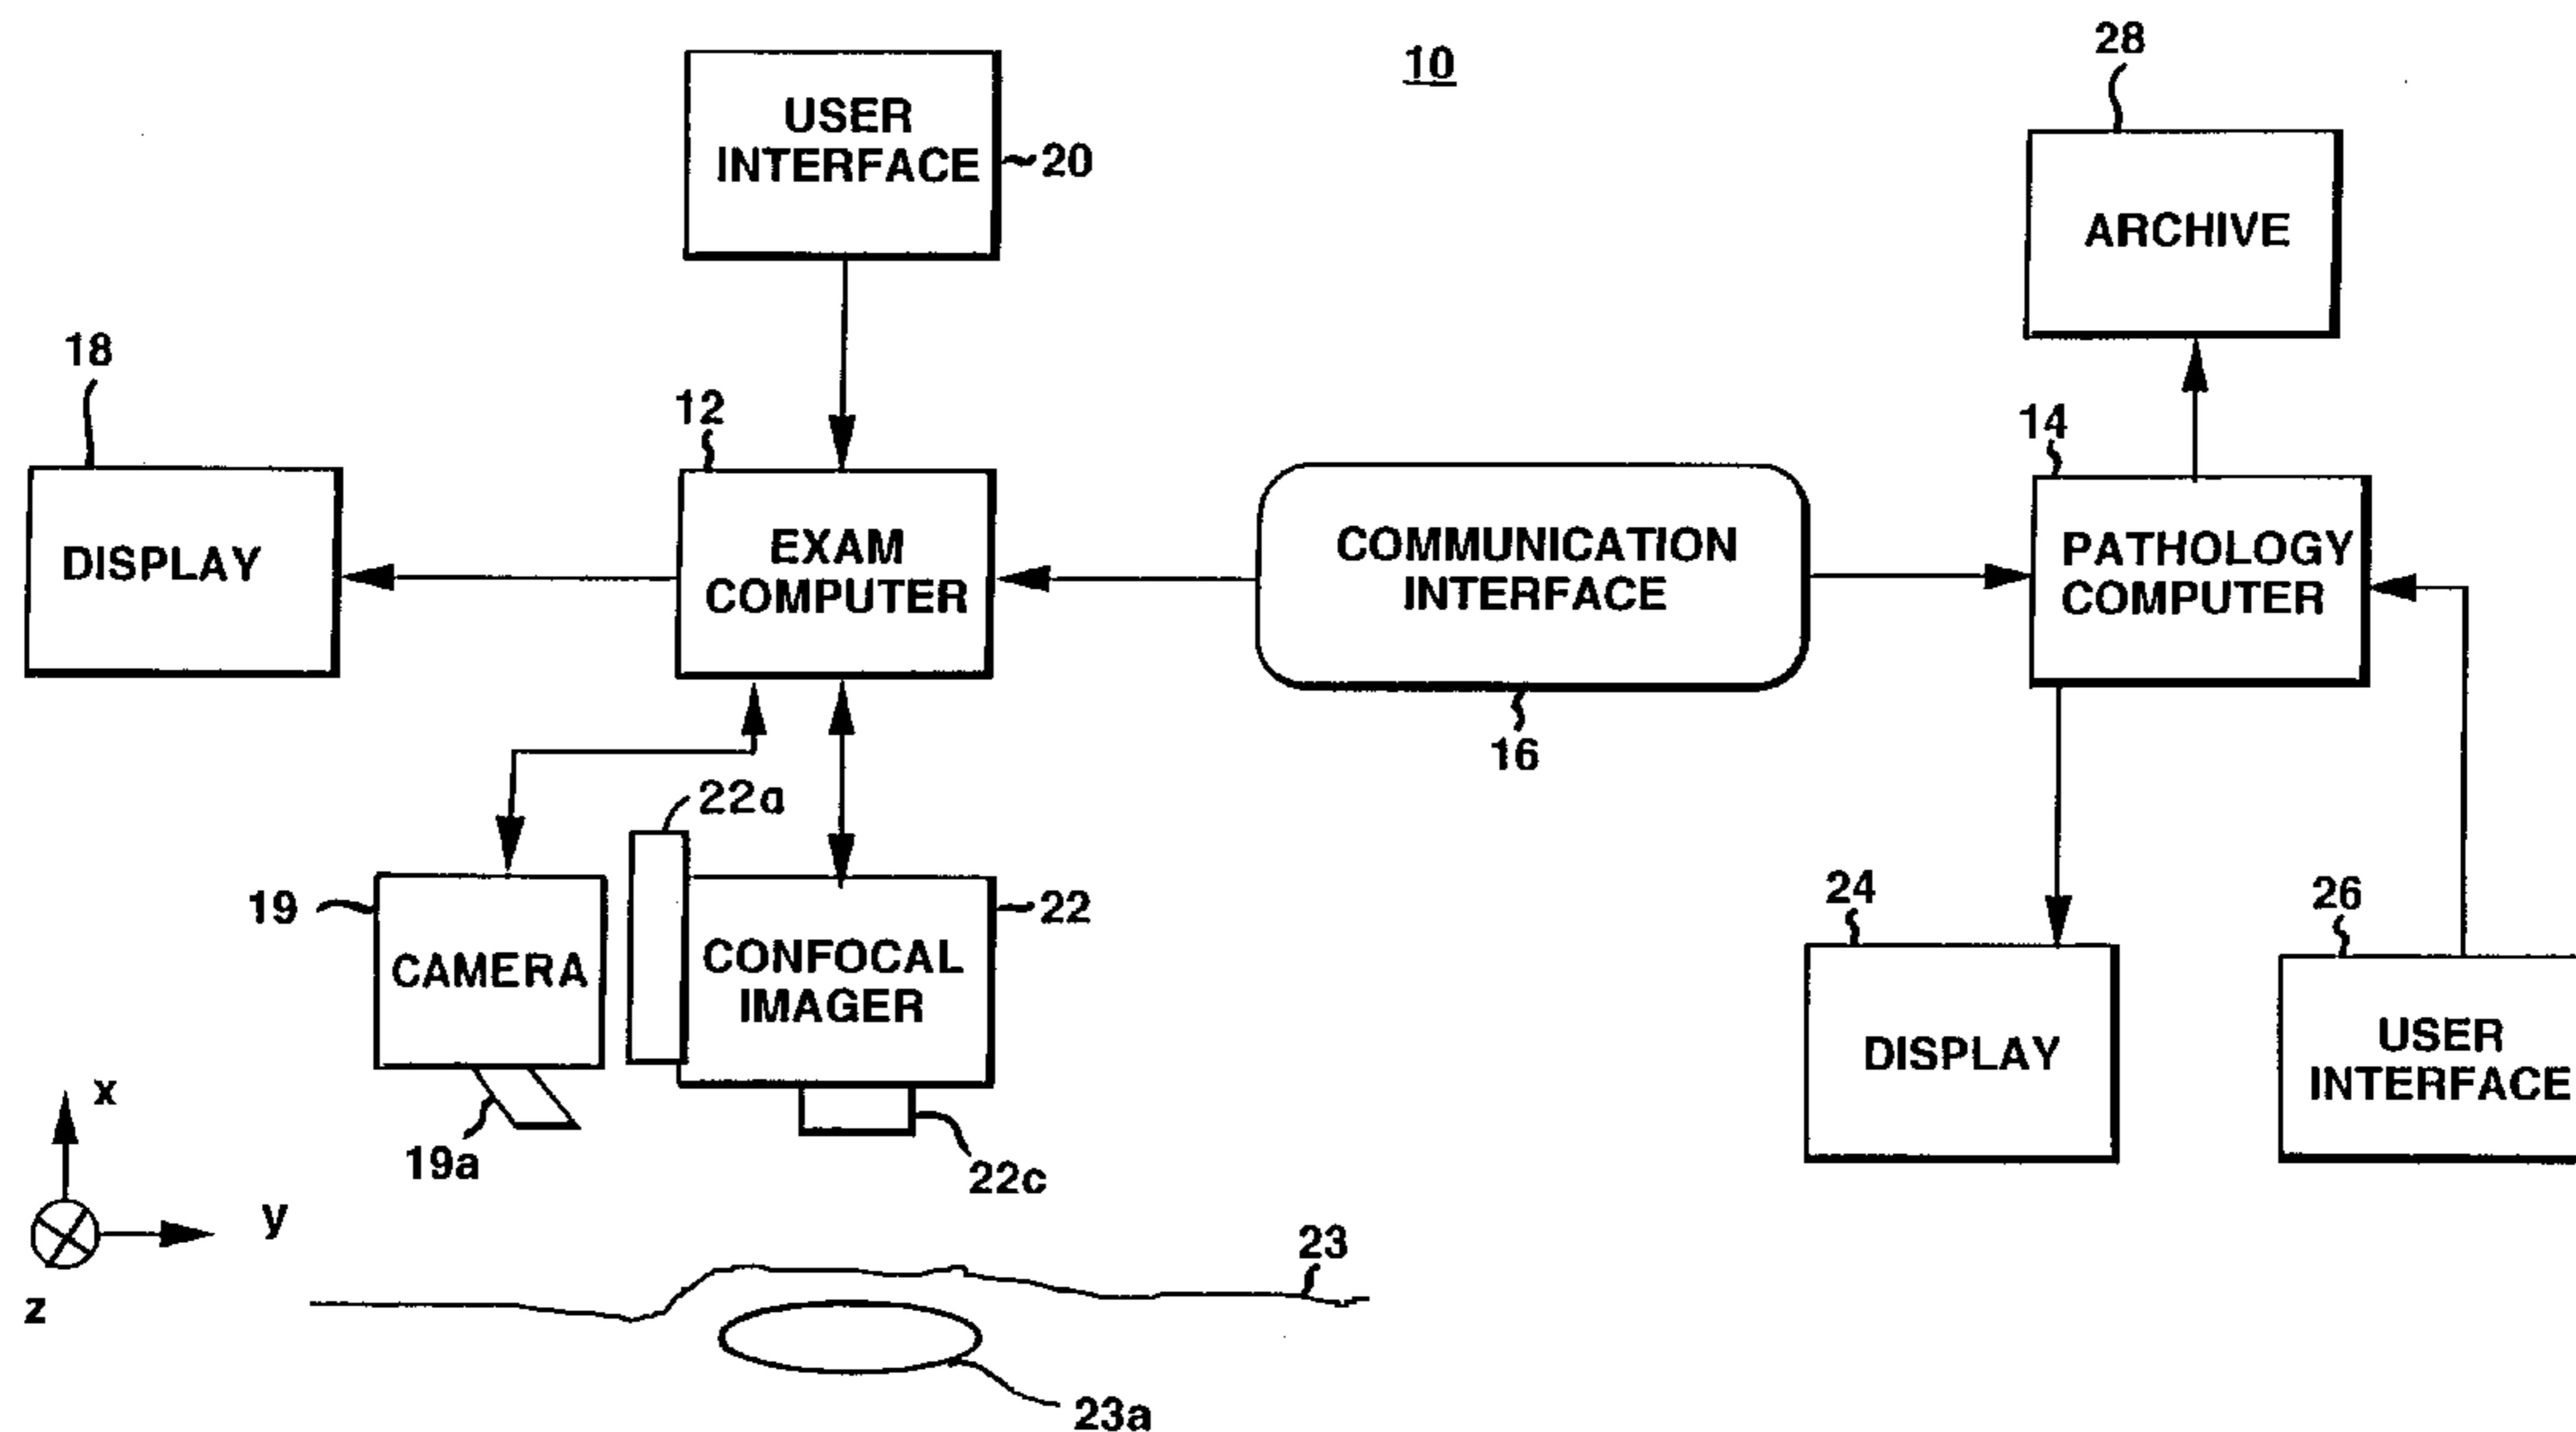 10
28
USER
INTERFACE
20
ARCHIVE
18
12
14
DISPLAY
EXAM
COMPUTER
COMMUNICATION
INTERFACE
PATHOLOGY
COMPUTER
16
22a
19
CAMERA
CONFOCAL
IMAGER
22
24
26
DISPLAY
USER
INTERFACE
x
y
z
19a
22c
23
23a